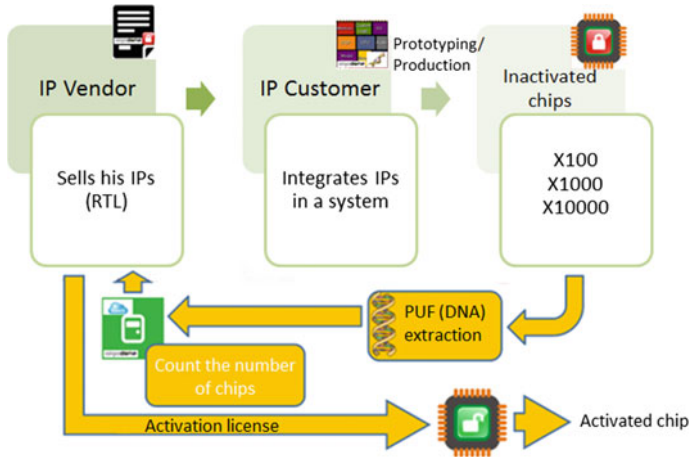 IP Vendor
Sells his IPs
(RTL)
IP Customer
Integrates IPs
in a system
Prototyping/
Production
Inactivated
chips
X100
X1000
X10000
PUF (DNA)
extraction
Count the number
of chips
Activation license
Activated chip